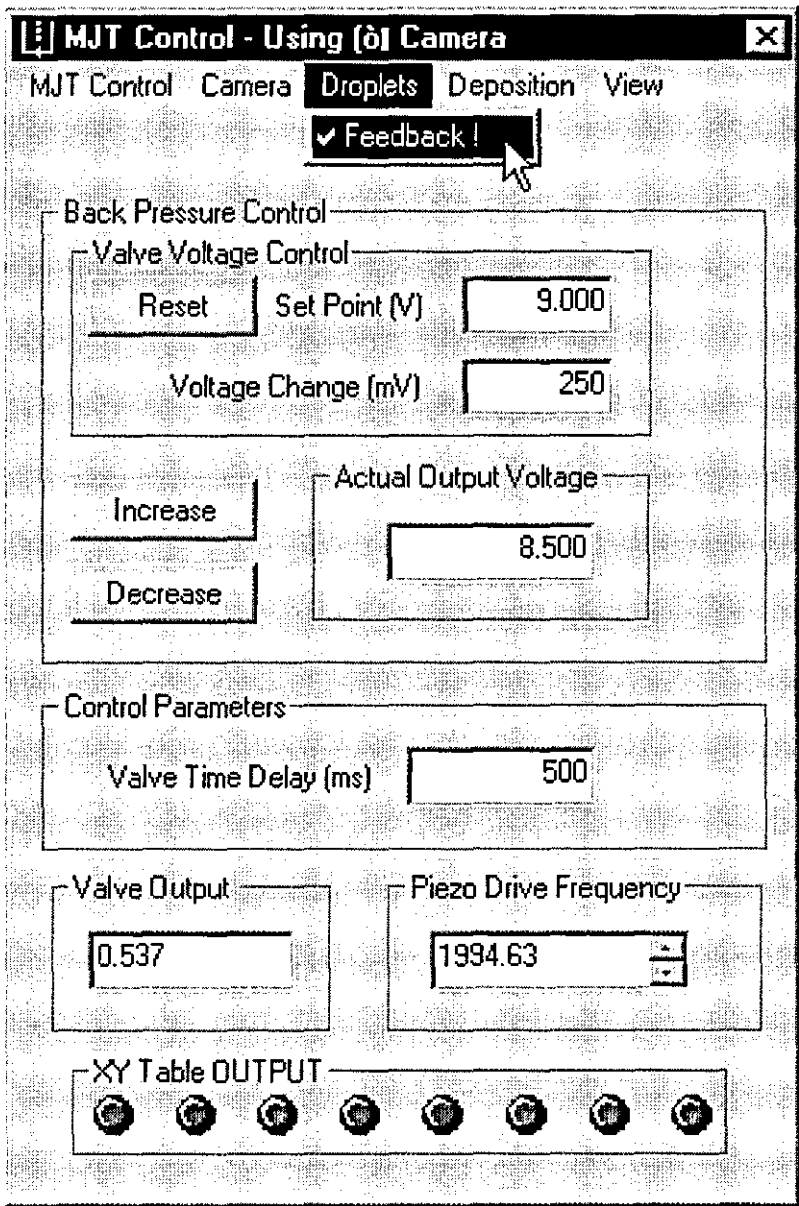 MJT Control - Using [ò] Camera
MJT Control Camera Droplets Deposition View
✔ Feedback !
Back Pressure Control
Valve Voltage Control
Reset Set Point (V) 9.000
Voltage Change (mV) 250
Increase
Actual Output Voltage
8.500
Decrease
Control Parameters
Valve Time Delay (ms) 500
Valve Output
0.537
Piezo Drive Frequency
1994.63
XY Table OUTPUT